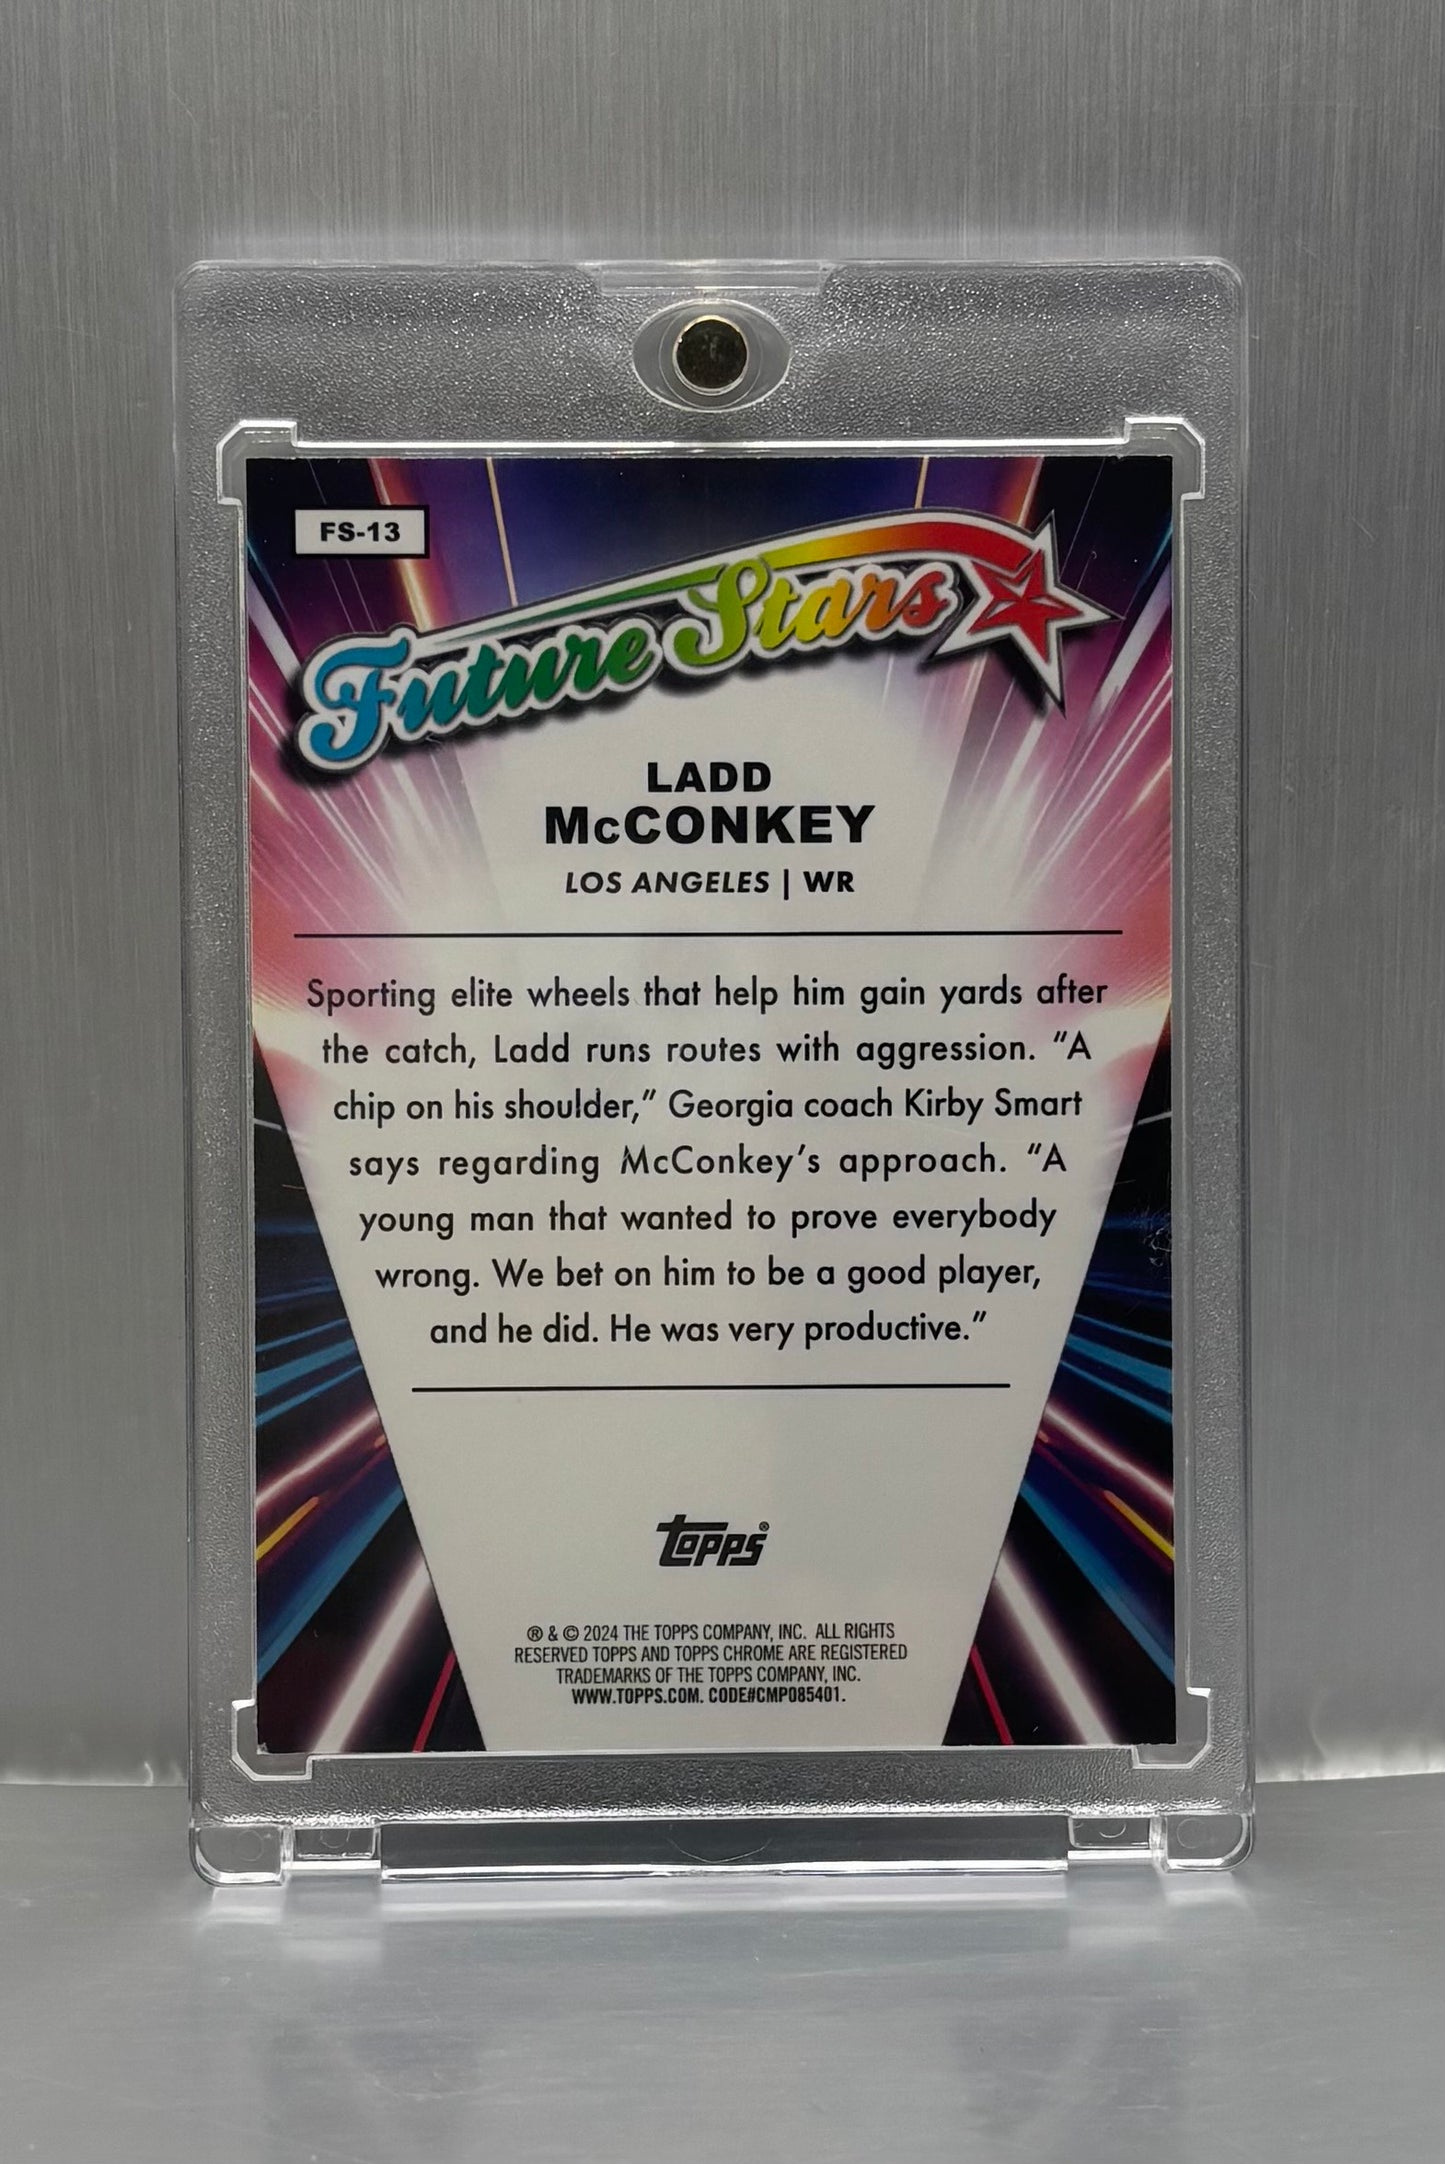 FS-13
Future Stars
LADD
McCONKEY
LOS ANGELES | WR
Sporting elite wheels that help him gain yards after
the catch, Ladd runs routes with aggression. “A
chip on his shoulder,” Georgia coach Kirby Smart
says regarding McConkey’s approach. “A
young man that wanted to prove everybody
wrong. We bet on him to be a good player,
and he did. He was very productive.”
Topps®
® & © 2024 THE TOPPS COMPANY, INC. ALL RIGHTS
RESERVED TOPPS AND TOPPS CHROME ARE REGISTERED
TRADEMARKS OF THE TOPPS COMPANY, INC.
WWW.TOPPS.COM. CODE#CMP085401.